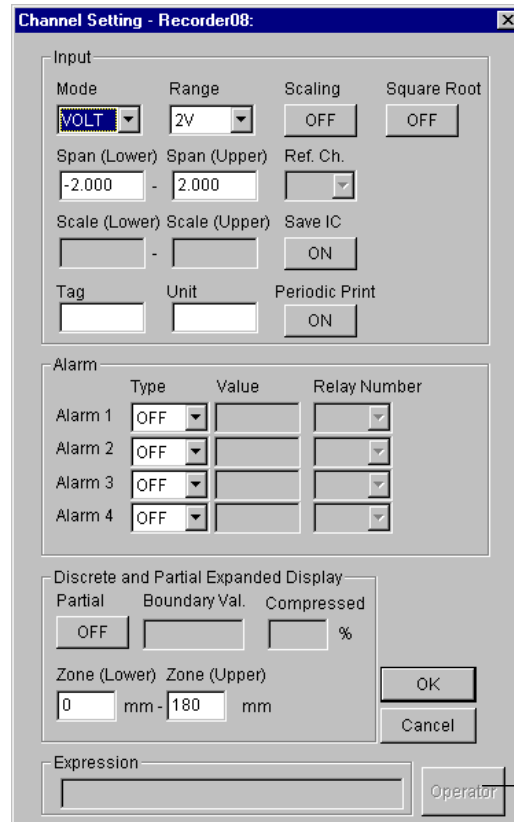 Channel Setting - Recorder08:
Input
Mode Range Scaling Square Root
VOLT 2V OFF OFF
Span (Lower) Span (Upper) Ref. Ch.
-2.000 - 2.000
Scale (Lower) Scale (Upper) Save IC
- ON
Tag Unit Periodic Print
ON
Alarm
Type Value Relay Number
Alarm 1 OFF
Alarm 2 OFF
Alarm 3 OFF
Alarm 4 OFF
Discrete and Partial Expanded Display
Partial Boundary Val. Compressed
OFF %
Zone (Lower) Zone (Upper)
0 mm - 180 mm
OK
Cancel
Expression
Operator